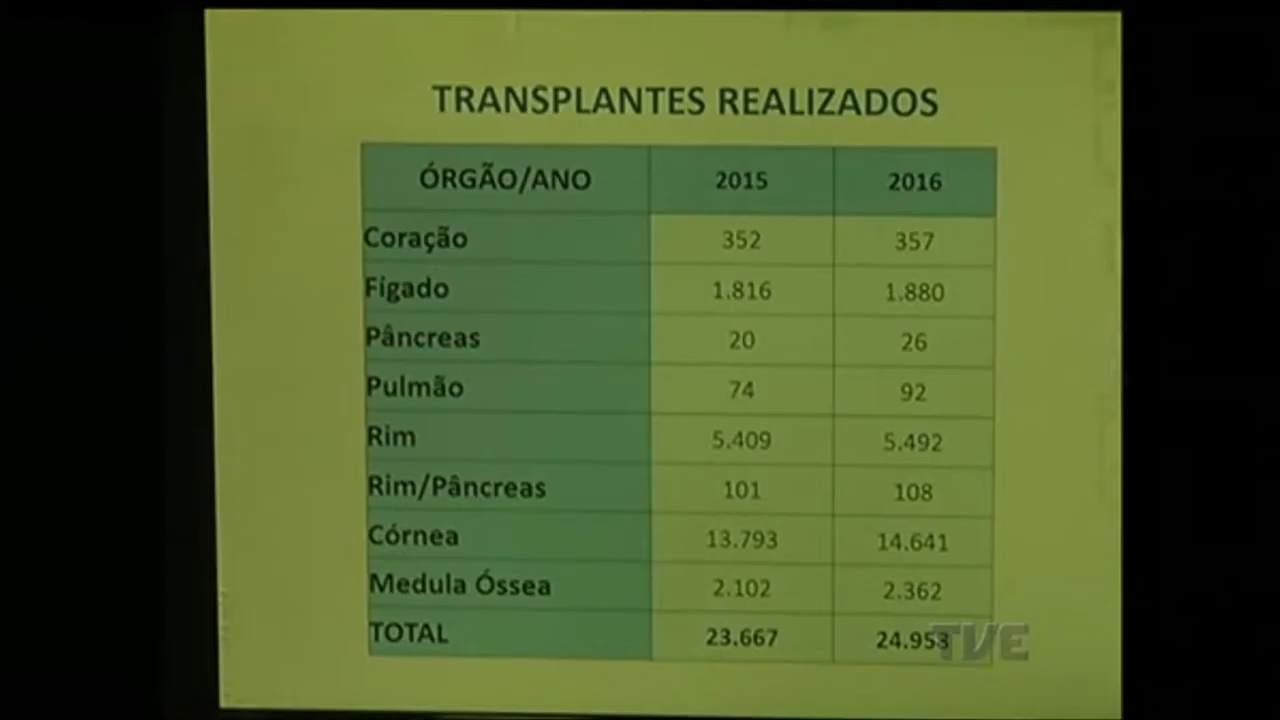 TRANSPLANTES REALIZADOS
ÓRGÃO/ANO 2015 2016
Coração 352 357
Fígado 1.816 1.880
Pâncreas 20 26
Pulmão 74 92
Rim 5.409 5.492
Rim/Pâncreas 101 108
Córnea 13.793 14.641
Medula Óssea 2.102 2.362
TOTAL 23.667 24.958
TVE